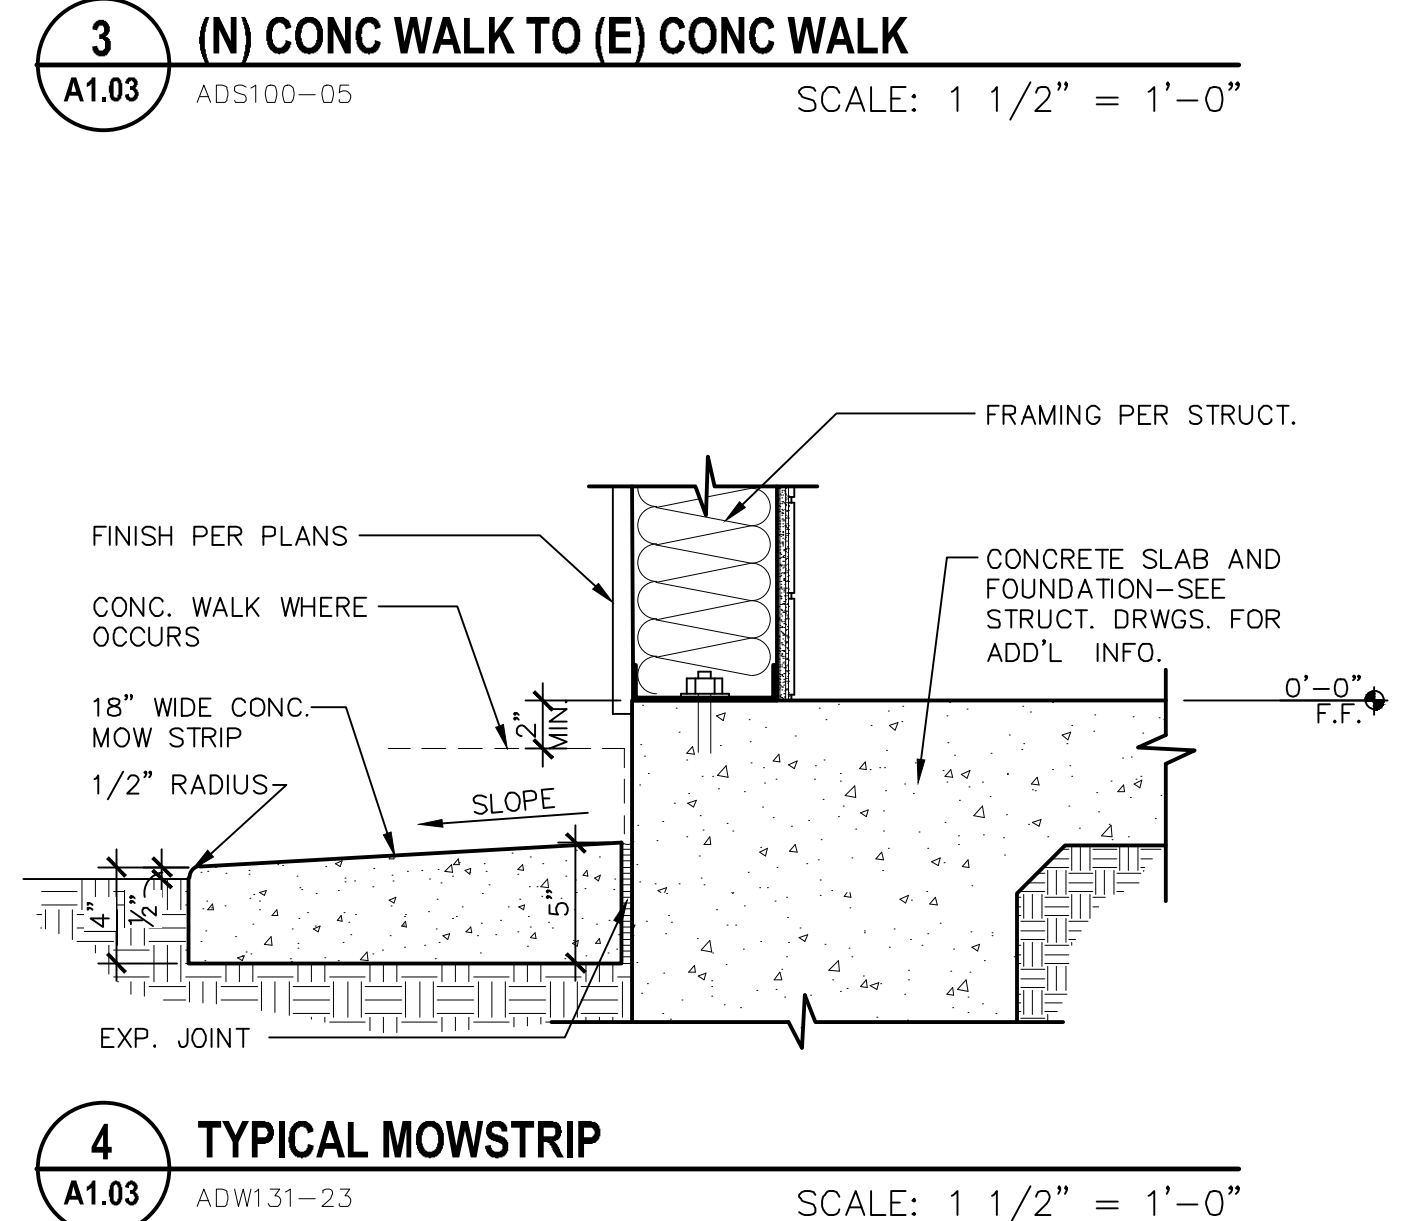 3
(N) CONC WALK TO (E) CONC WALK
A1.03
ADS100-05
SCALE: 1 1/2" = 1'-0"
FRAMING PER STRUCT.
FINISH PER PLANS
CONC. WALK WHERE
OCCURS
CONCRETE SLAB AND
FOUNDATION-SEE
STRUCT. DRWGS. FOR
ADD'L INFO.
18" WIDE CONC.
MOW STRIP
1/2" RADIUS
2"
MIN.
0'-0"
F.F.
SLOPE
4"
1/2"
5"
EXP. JOINT
4
TYPICAL MOWSTRIP
A1.03
ADW131-23
SCALE: 1 1/2" = 1'-0"